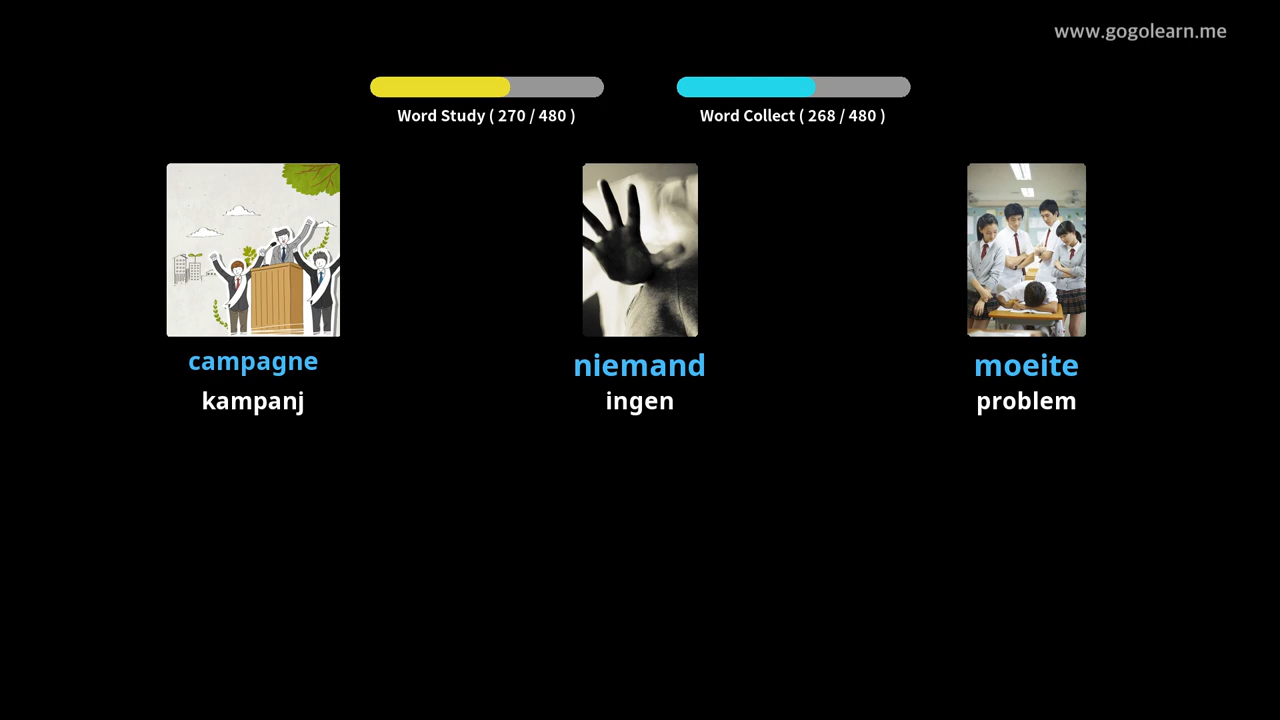 www.gogolearn.me
Word Study ( 270 / 480 )
Word Collect ( 268 / 480 )
campagne
kampanj
niemand
ingen
moeite
problem